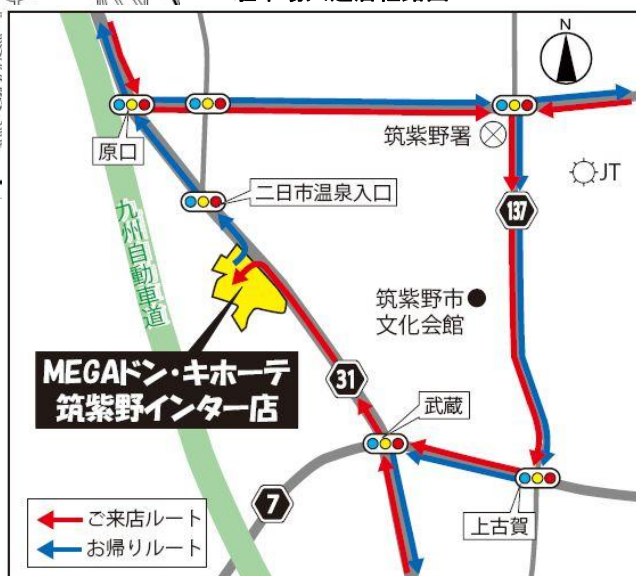 N
原口
筑紫野署
JT
二日市温泉入口
137
九州自動車道
筑紫野市
文化会館
MEGAドン・キホーテ
筑紫野インター店
31
武蔵
7
上古賀
ご来店ルート
お帰りルート